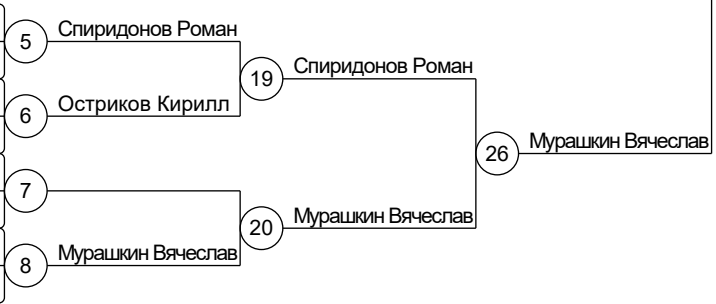 5 Спиридонов Роман
19 Спиридонов Роман
6 Остриков Кирилл
26 Мурашкин Вячеслав
7
20 Мурашкин Вячеслав
8 Мурашкин Вячеслав